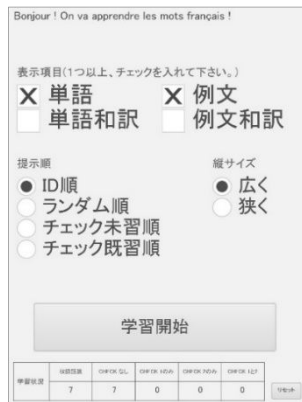 Bonjour ! On va apprendre les mots français !
表示項目(1つ以上、チェックを入れて下さい。)
X 単語 X 例文
単語和訳 例文和訳
提示順 縦サイズ
ID順 広く
ランダム順 狭く
チェック未習順
チェック既習順
学習開始
学習状況
7 7 0 0 0 リセット